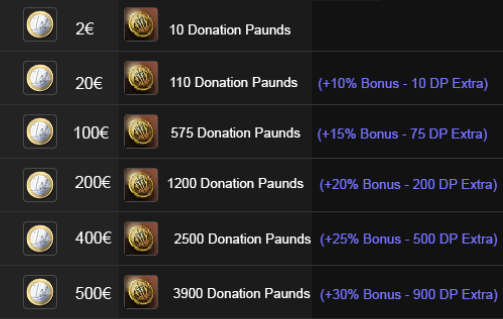 2€ 10 Donation Paunds
20€ 110 Donation Paunds (+10% Bonus - 10 DP Extra)
100€ 575 Donation Paunds (+15% Bonus - 75 DP Extra)
200€ 1200 Donation Paunds (+20% Bonus - 200 DP Extra)
400€ 2500 Donation Paunds (+25% Bonus - 500 DP Extra)
500€ 3900 Donation Paunds (+30% Bonus - 900 DP Extra)